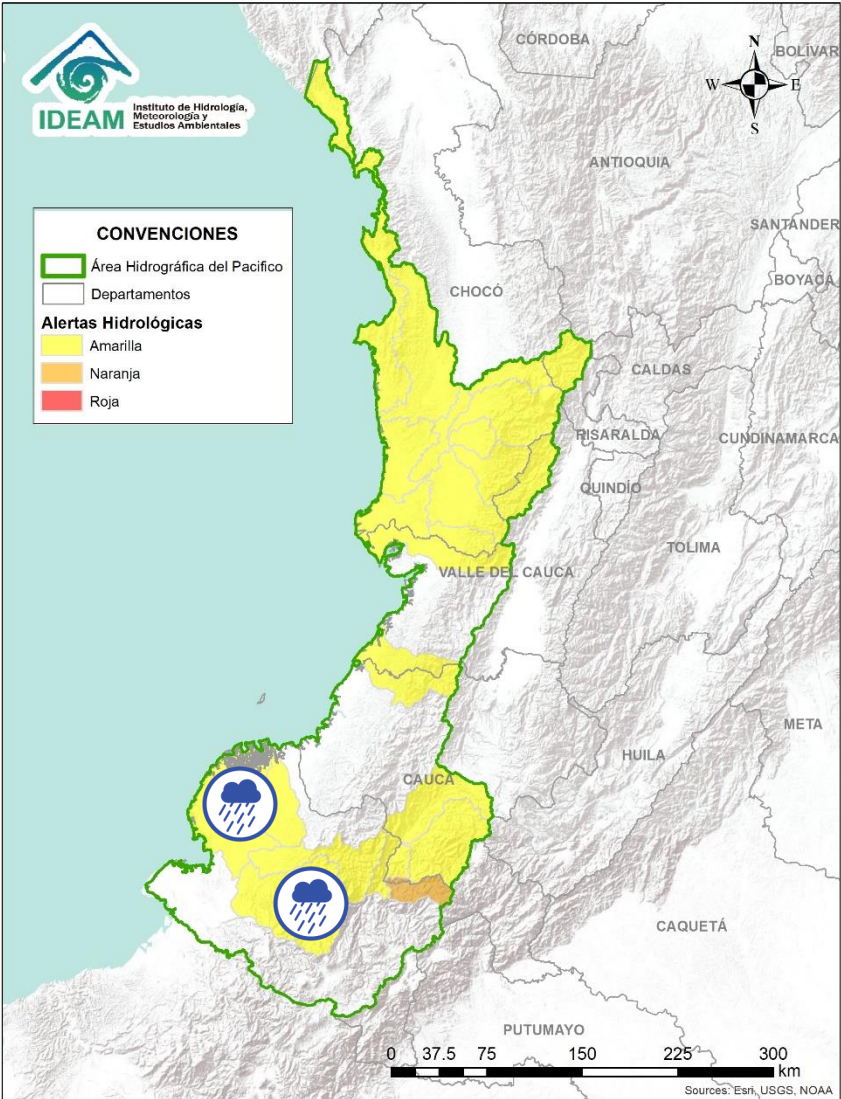 IDEAM
Instituto de Hidrología,
Meteorología y
Estudios Ambientales
N
W
E
S
CÓRDOBA
BOLÍVAR
ANTIOQUIA
SANTANDER
BOYACÁ
CHOCÓ
CALDAS
RISARALDA
CUNDINAMARCA
QUINDÍO
TOLIMA
VALLE DEL CAUCA
META
HUILA
CAUCA
CAQUETÁ
PUTUMAYO
CONVENCIONES
Área Hidrográfica del Pacifico
Departamentos
Alertas Hidrológicas
Amarilla
Naranja
Roja
0 37.5 75 150 225 300
km
Sources: Esri, USGS, NOAA